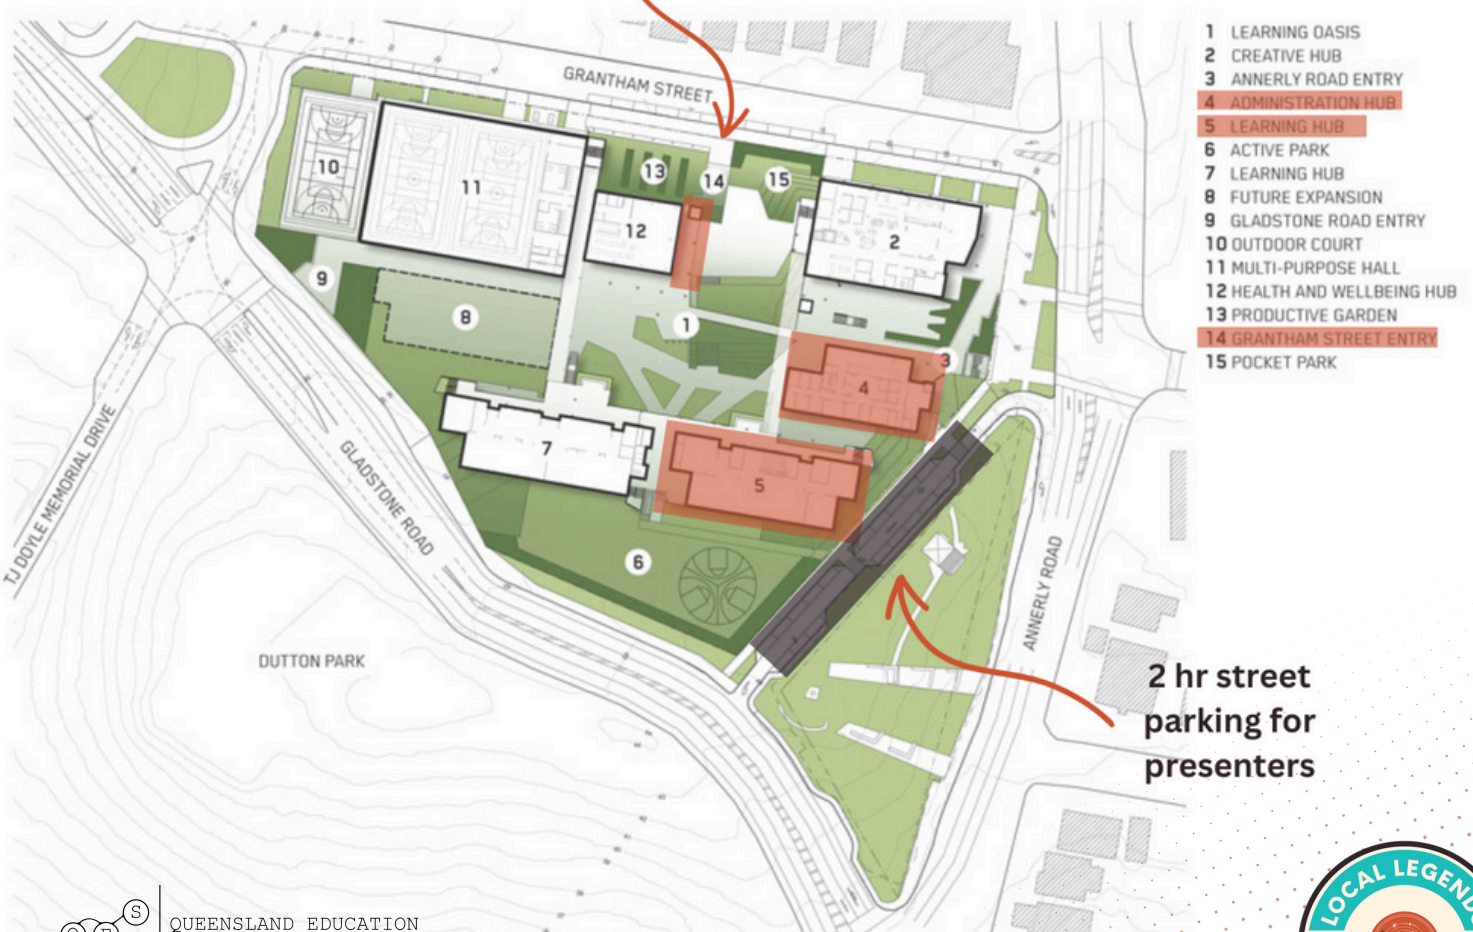 GRANTHAM STREET
1 LEARNING OASIS
2 CREATIVE HUB
3 ANNERLY ROAD ENTRY
4 ADMINISTRATION HUB
5 LEARNING HUB
6 ACTIVE PARK
7 LEARNING HUB
8 FUTURE EXPANSION
9 GLADSTONE ROAD ENTRY
10 OUTDOOR COURT
11 MULTI-PURPOSE HALL
12 HEALTH AND WELLBEING HUB
13 PRODUCTIVE GARDEN
14 GRANTHAM STREET ENTRY
15 POCKET PARK
10
11
13
14
15
12
2
9
8
1
3
4
7
5
6
TJ DOYLE MEMORIAL DRIVE
GLADSTONE ROAD
ANNERLY ROAD
DUTTON PARK
2 hr street
parking for
presenters
S
QUEENSLAND EDUCATION
LOCAL LEGEND